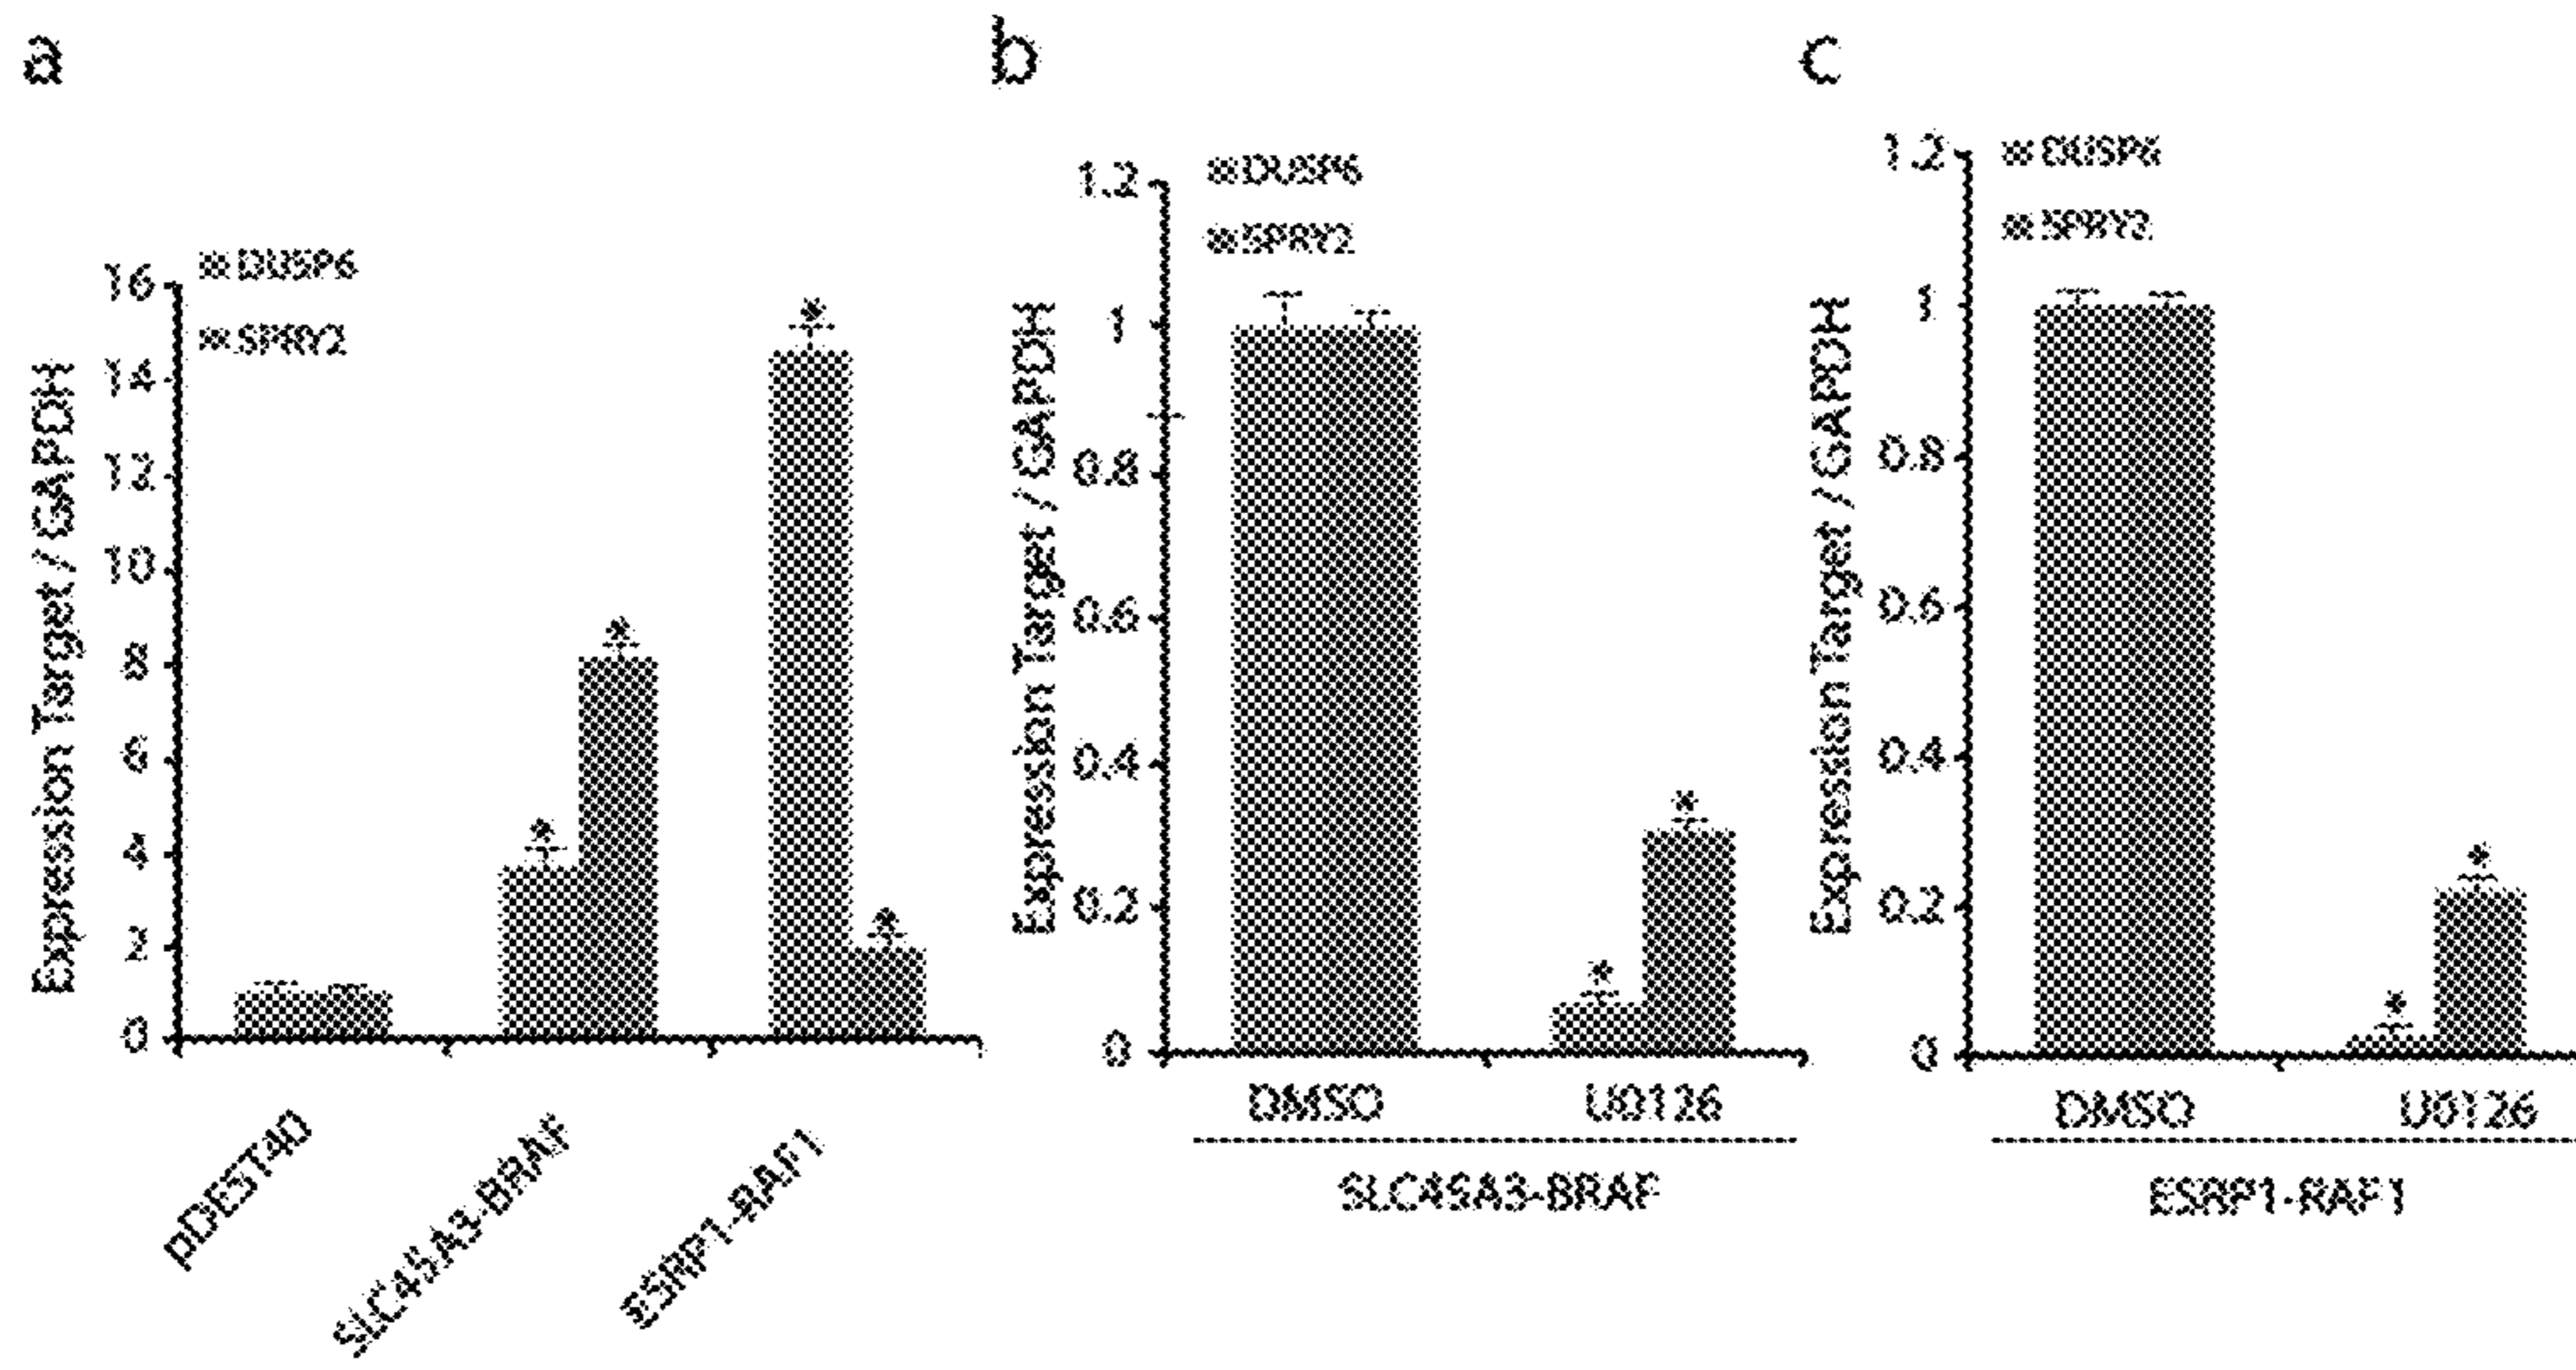 a
DUSP6
SPRY2
Expression Target / GAPDH
16
14
12
10
8
6
4
2
0
*
*
*
*
pDEST40
SLC45A3-BRAF
ESRP1-RAF1
b
DUSP6
SPRY2
Expression Target / GAPDH
1.2
1
0.8
0.6
0.4
0.2
0
*
*
DMSO
U0126
SLC45A3-BRAF
c
DUSP6
SPRY2
Expression Target / GAPDH
1.2
1
0.8
0.6
0.4
0.2
0
*
*
DMSO
U0126
ESRP1-RAF1